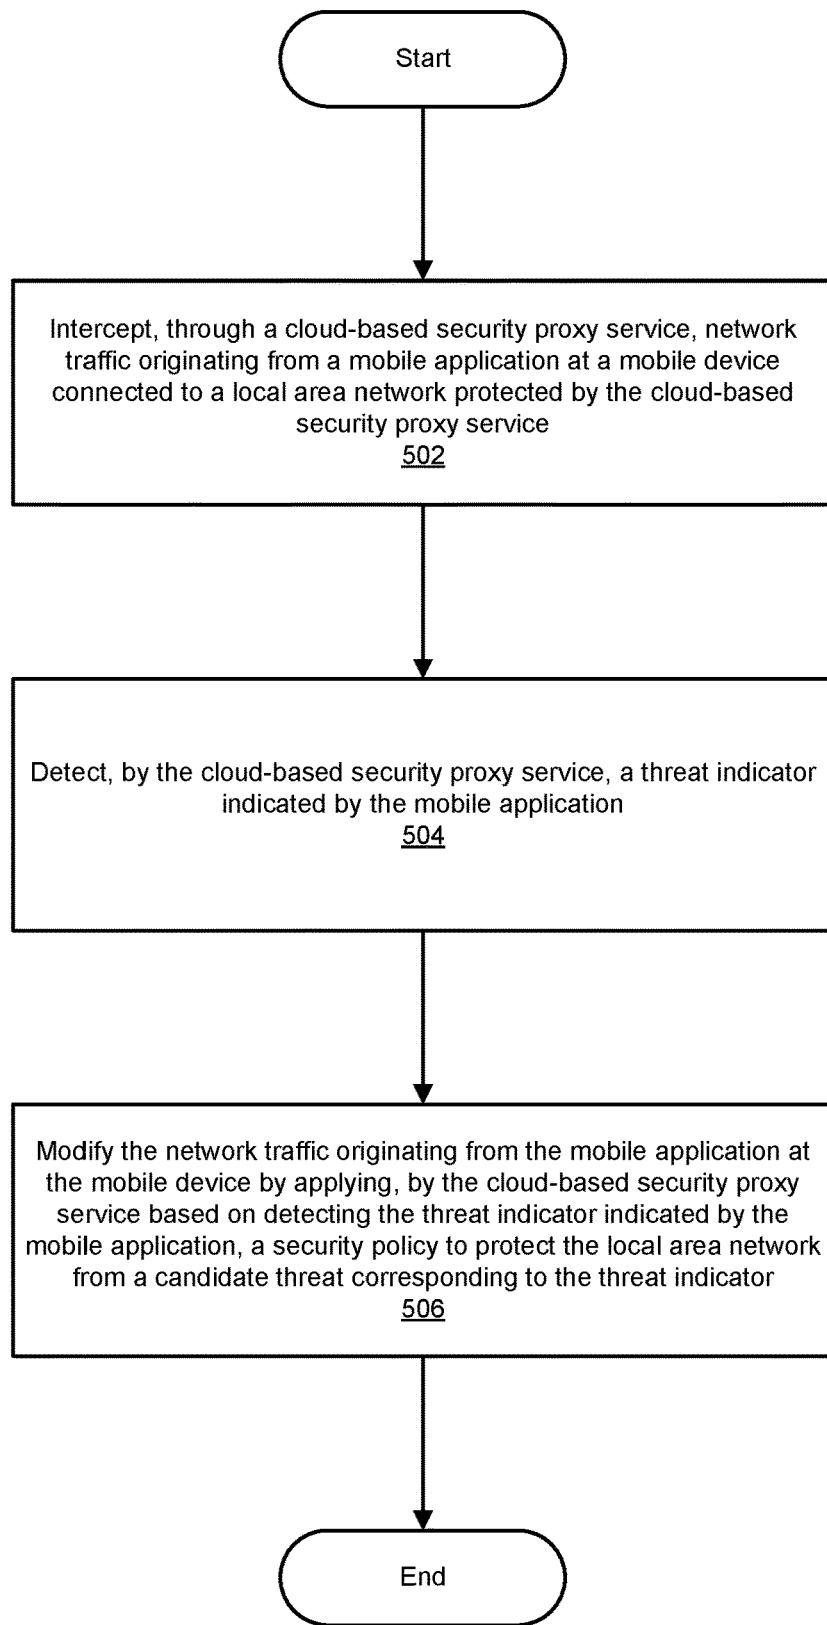 Start
Intercept, through a cloud-based security proxy service, network
traffic originating from a mobile application at a mobile device
connected to a local area network protected by the cloud-based
security proxy service
502
Detect, by the cloud-based security proxy service, a threat indicator
indicated by the mobile application
504
Modify the network traffic originating from the mobile application at
the mobile device by applying, by the cloud-based security proxy
service based on detecting the threat indicator indicated by the
mobile application, a security policy to protect the local area network
from a candidate threat corresponding to the threat indicator
506
End